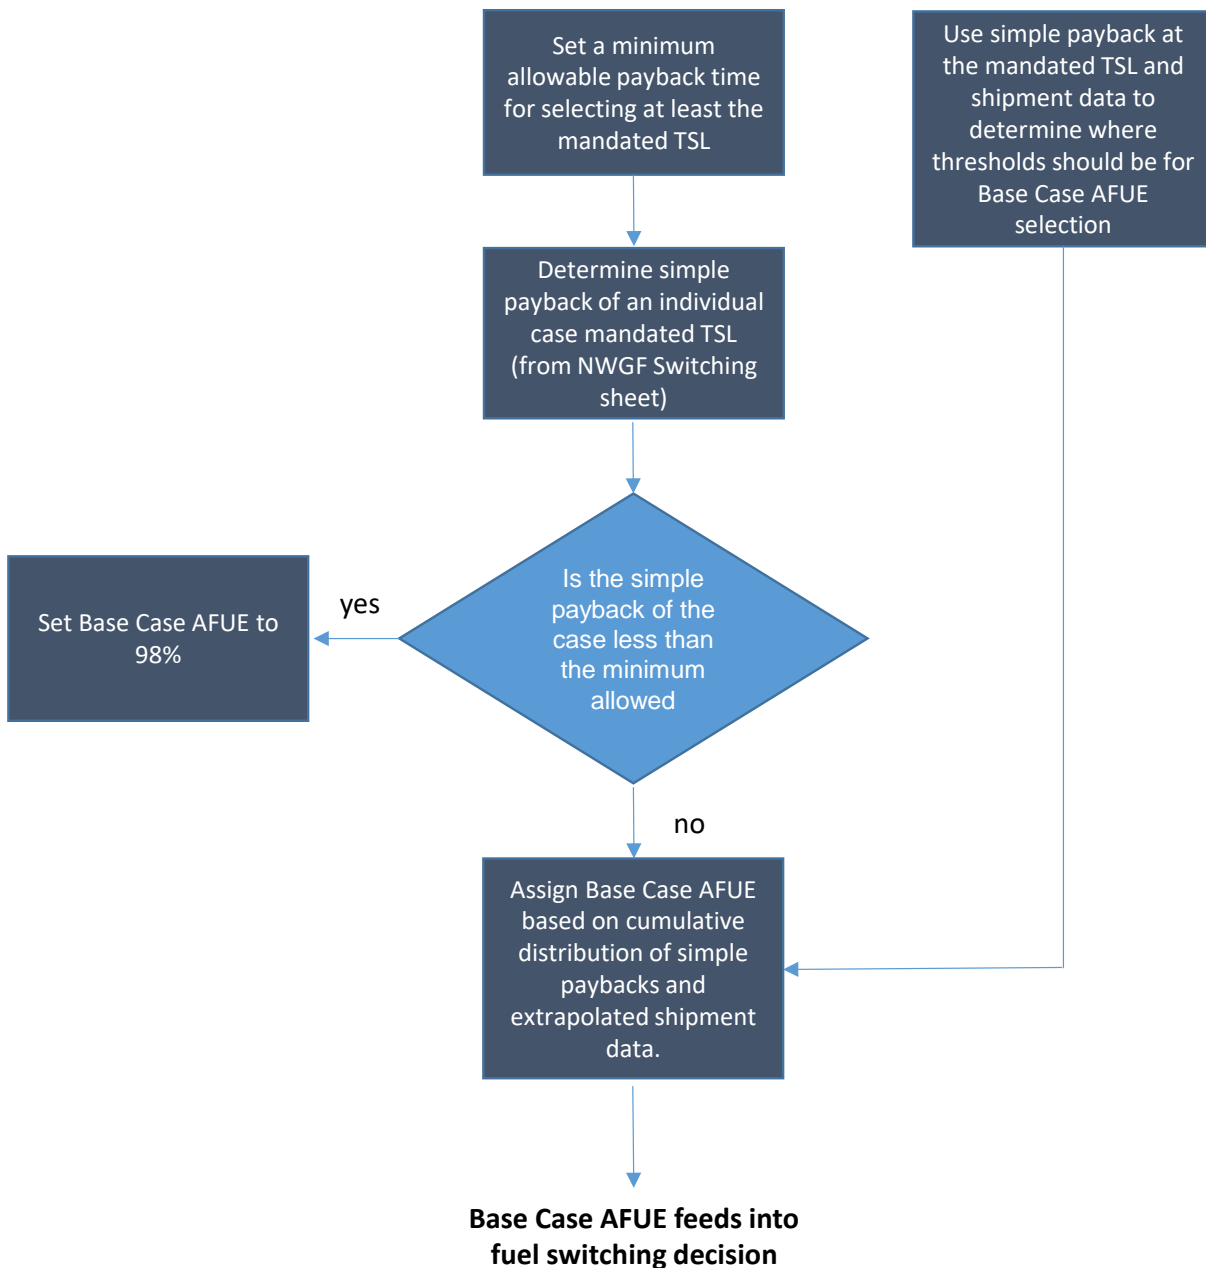 Set a minimum
allowable payback time
for selecting at least the
mandated TSL
Use simple payback at
the mandated TSL and
shipment data to
determine where
thresholds should be for
Base Case AFUE
selection
Determine simple
payback of an individual
case mandated TSL
(from NWGF Switching
sheet)
Is the simple
payback of the
case less than
the minimum
allowed
yes
Set Base Case AFUE to
98%
no
Assign Base Case AFUE
based on cumulative
distribution of simple
paybacks and
extrapolated shipment
data.
Base Case AFUE feeds into
fuel switching decision